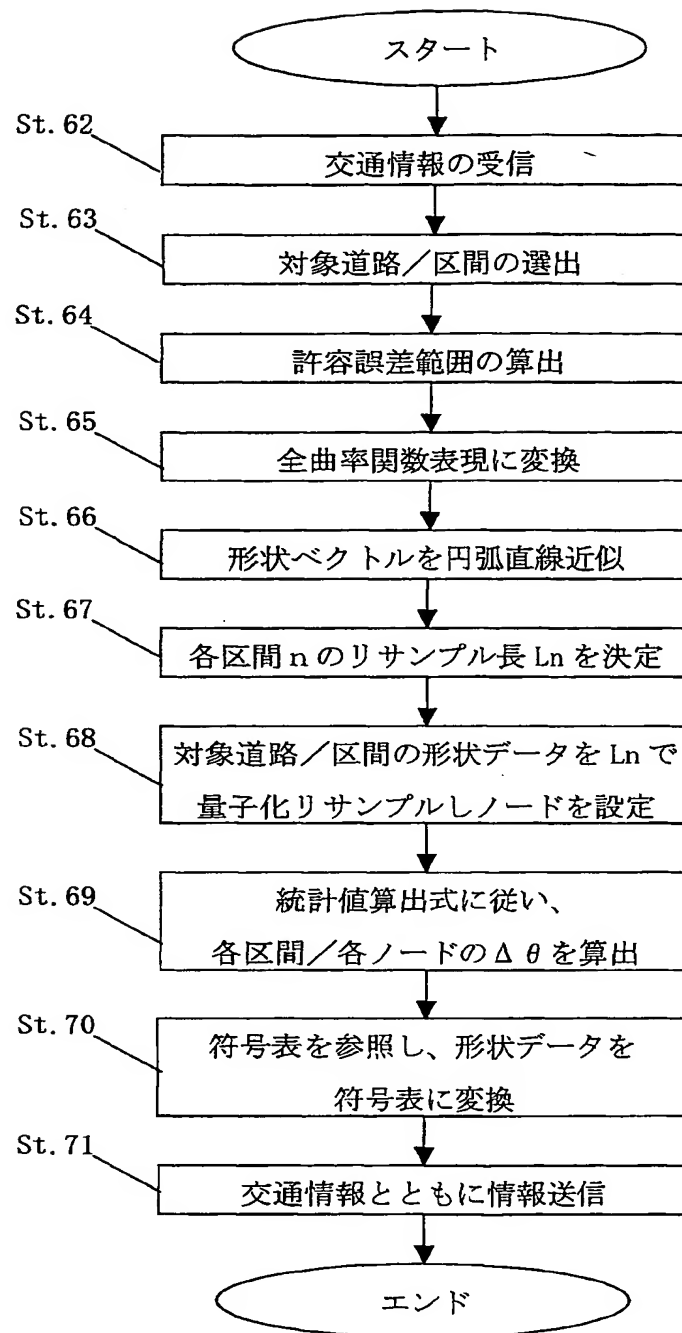 スタート
St. 62
交通情報の受信
St. 63
対象道路／区間の選出
St. 64
許容誤差範囲の算出
St. 65
全曲率関数表現に変換
St. 66
形状ベクトルを円弧直線近似
St. 67
各区間ｎのリサンプル長 Ln を決定
St. 68
対象道路／区間の形状データを Ln で
量子化リサンプルしノードを設定
St. 69
統計値算出式に従い、
各区間／各ノードのΔθを算出
St. 70
符号表を参照し、形状データを
符号表に変換
St. 71
交通情報とともに情報送信
エンド